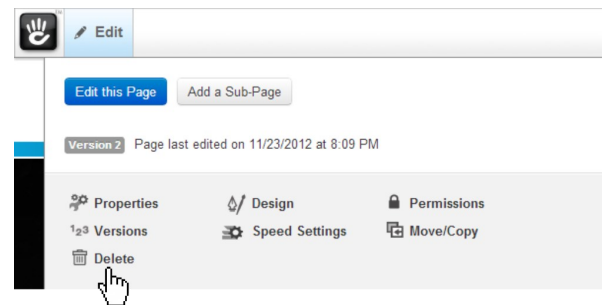 Edit
Edit this Page Add a Sub-Page
Version 2 Page last edited on 11/23/2012 at 8:09 PM
Properties Design Permissions
123 Versions Speed Settings Move/Copy
Delete